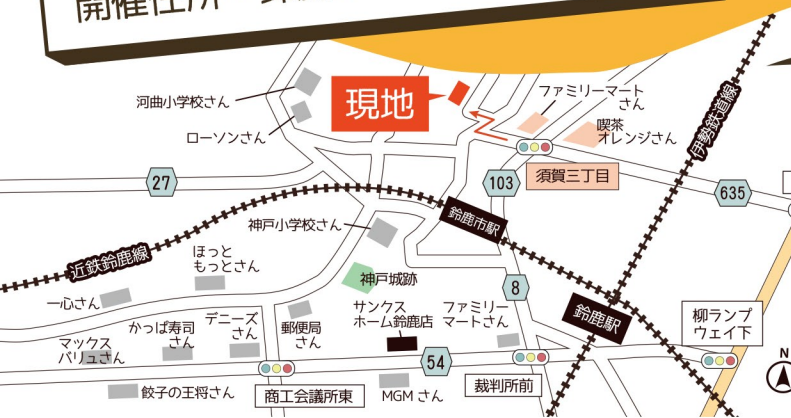 開催住所
河曲小学校さん
現地
ファミリーマート
さん
ローソンさん
喫茶
オレンジさん
伊勢鉄道線
27
103
須賀三丁目
635
神戸小学校さん
鈴鹿市駅
近鉄鈴鹿線
ほっと
もっとさん
神戸城跡
8
一心さん
かっぱ寿司
さん
デニーズ
さん
郵便局
さん
サンクス
ホーム鈴鹿店
ファミリー
マートさん
鈴鹿駅
柳ランプ
ウェイ下
マックス
バリュさん
54
N
餃子の王将さん
商工会議所東
MGM さん
裁判所前